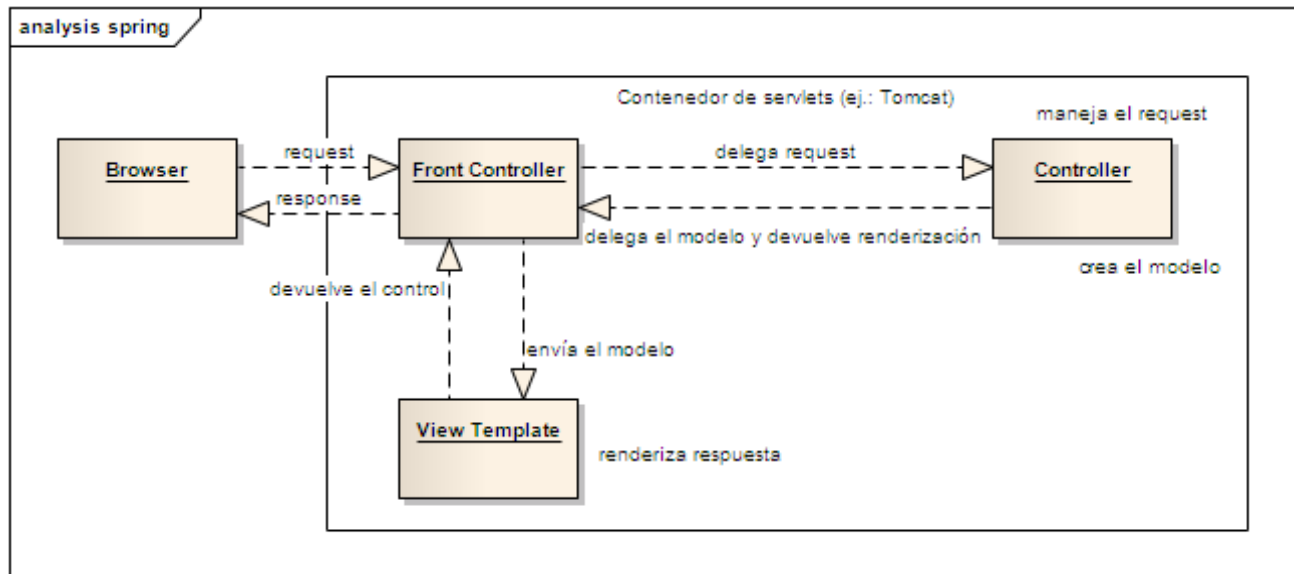 analysis spring
Contenedor de servlets (ej.: Tomcat)
maneja el request
Browser
request
response
Front Controller
delega request
delega el modelo y devuelve renderización
Controller
crea el modelo
devuelve el control
envía el modelo
View Template
renderiza respuesta